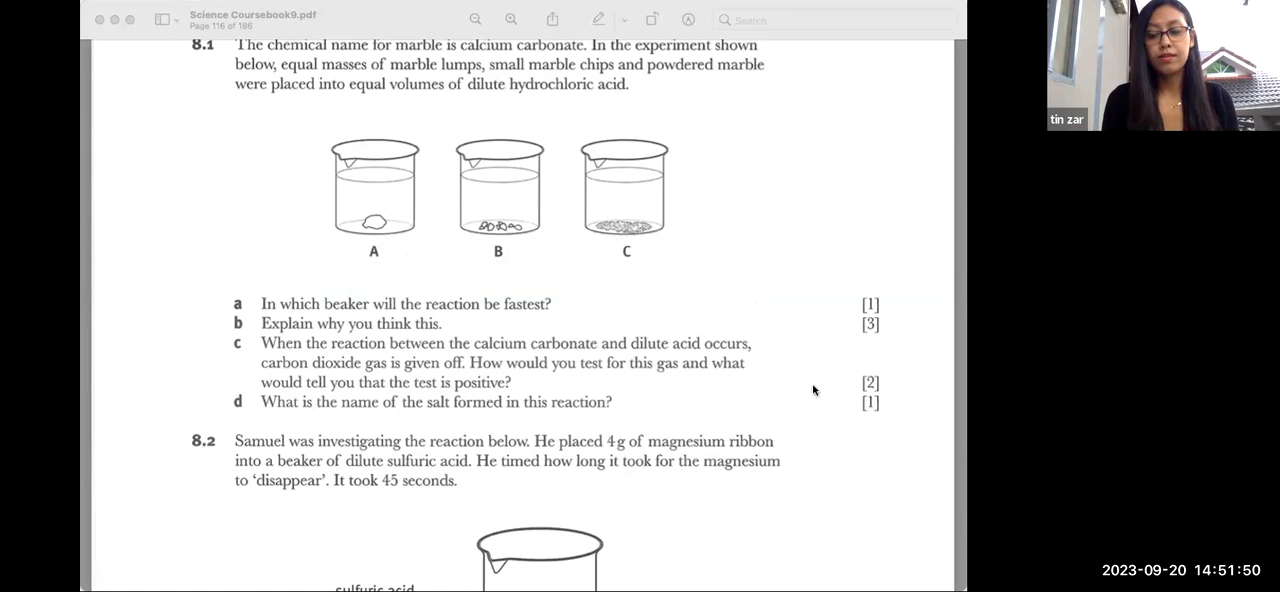 Science Coursebook9.pdf
Page 116 of 186
Search
8.1 The chemical name for marble is calcium carbonate. In the experiment shown
below, equal masses of marble lumps, small marble chips and powdered marble
were placed into equal volumes of dilute hydrochloric acid.
A B C
a In which beaker will the reaction be fastest? [1]
b Explain why you think this. [3]
c When the reaction between the calcium carbonate and dilute acid occurs,
carbon dioxide gas is given off. How would you test for this gas and what
would tell you that the test is positive? [2]
d What is the name of the salt formed in this reaction? [1]
8.2 Samuel was investigating the reaction below. He placed 4g of magnesium ribbon
into a beaker of dilute sulfuric acid. He timed how long it took for the magnesium
to ‘disappear’. It took 45 seconds.
sulfuric acid
tin zar
2023-09-20 14:51:50